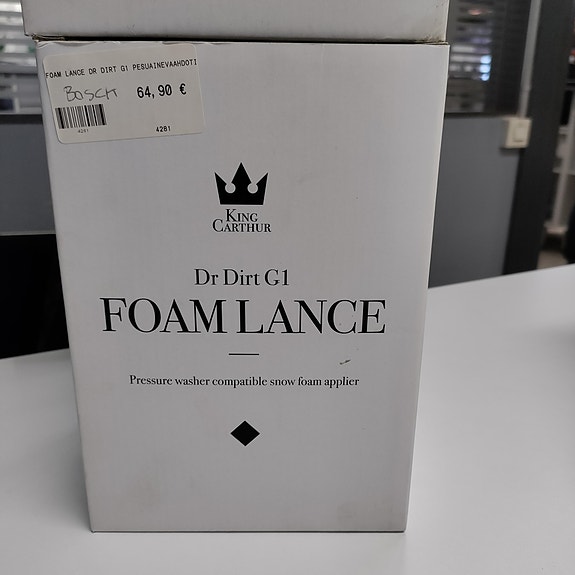 FOAM LANCE DR DIRT G1 PESUAINEVAAHDOTI
BOSCH 64,90 €
4281 4281
KING
CARTHUR
Dr Dirt G1
FOAM LANCE
Pressure washer compatible snow foam applier